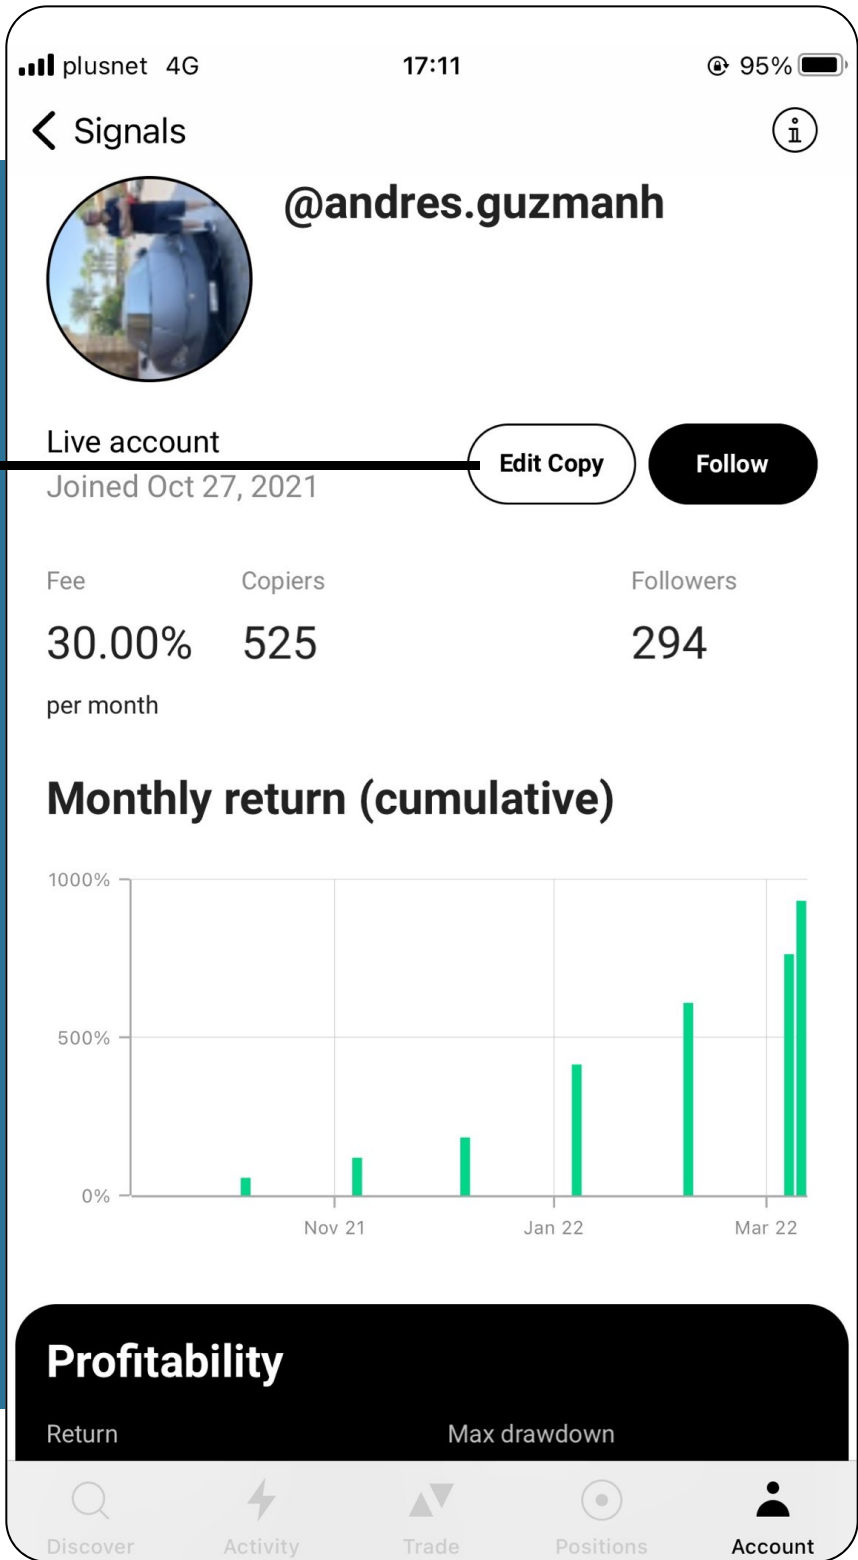 plusnet 4G 17:11 95%
Signals
@andres.guzmanh
Live account
Joined Oct 27, 2021
Edit Copy
Follow
Fee Copiers Followers
30.00% 525 294
per month
Monthly return (cumulative)
1000%
500%
0%
Nov 21 Jan 22 Mar 22
Profitability
Return Max drawdown
Discover Activity Trade Positions Account